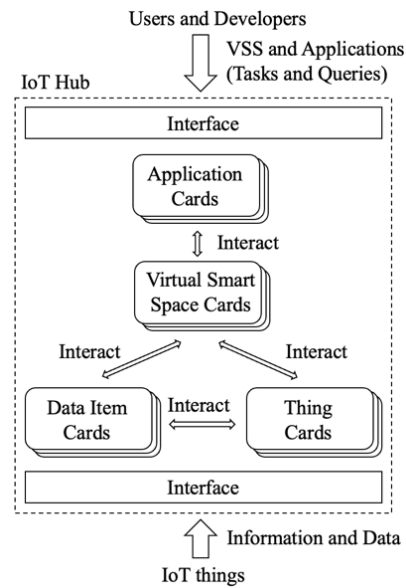 Users and Developers
VSS and Applications
(Tasks and Queries)
IoT Hub
Interface
Application
Cards
Interact
Virtual Smart
Space Cards
Interact
Interact
Data Item
Cards
Interact
Thing
Cards
Interface
Information and Data
IoT things